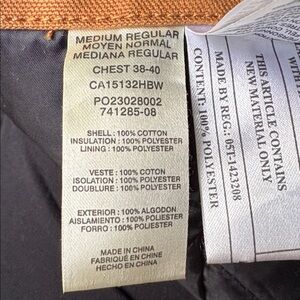 MEDIUM REGULAR
MOYEN NORMAL
MEDIANA REGULAR
CHEST 38-40
CA15132HBW
PO23028002
741285-08
SHELL : 100% COTTON
INSULATION : 100% POLYESTER
LINING : 100% POLYESTER
VESTE : 100% COTON
ISOLATION : 100% POLYESTER
DOUBLURE : 100% POLYESTER
EXTERIOR : 100% ALGODON
AISLAMIENTO : 100% POLIESTER
FORRO : 100% POLIESTER
MADE IN CHINA
FABRIQUÉ EN CHINE
HECHO EN CHINA
THIS ARTICLE CONTAINS
NEW MATERIAL ONLY
MADE BY REG: 05T-1423208
CONTENT: 100% POLYESTER